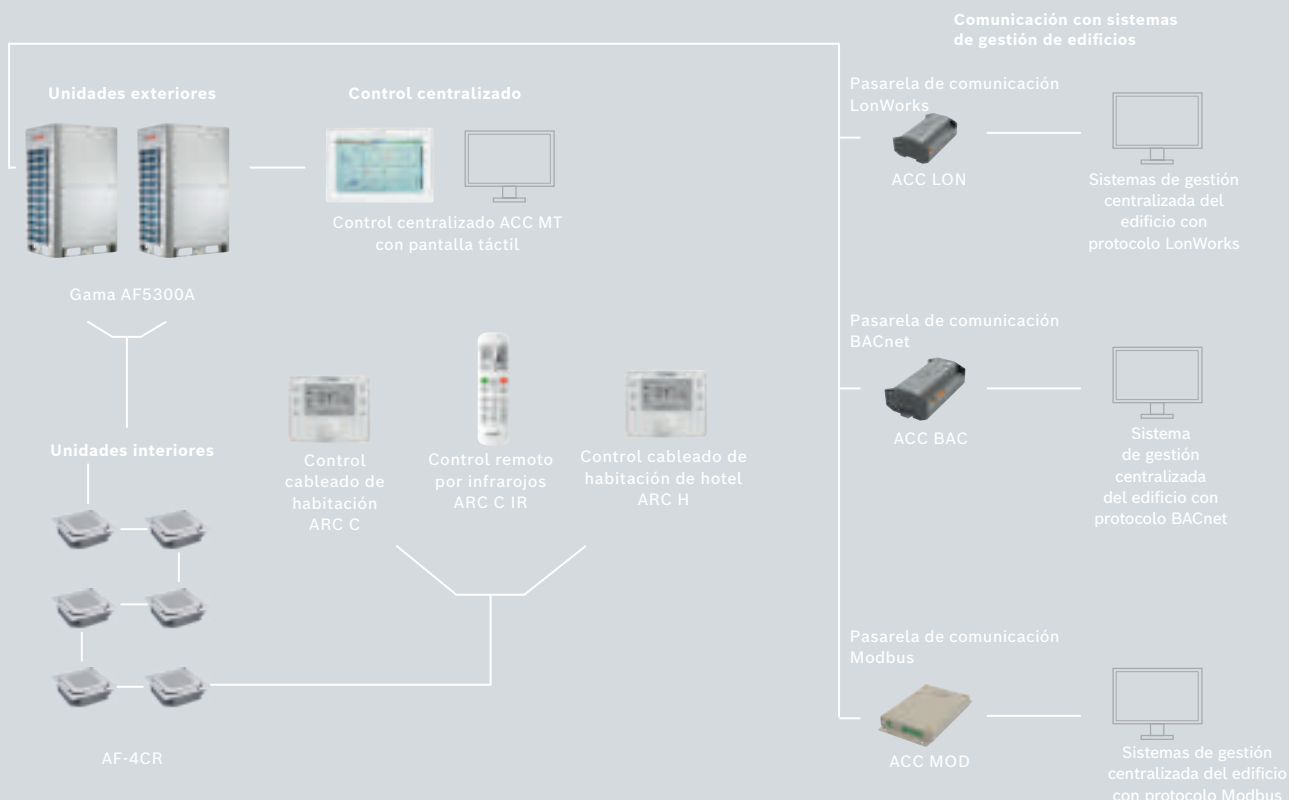 Comunicación con sistemas
de gestión de edificios
Unidades exteriores
Control centralizado
Pasarela de comunicación
LonWorks
ACC LON
Sistemas de gestión
centralizada del
edificio con
protocolo LonWorks
Control centralizado ACC MT
con pantalla táctil
Gama AF5300A
Pasarela de comunicación
BACnet
ACC BAC
Sistema
de gestión
centralizada
del edificio con
protocolo BACnet
Unidades interiores
Control
cableado de
habitación
ARC C
Control remoto
por infrarojos
ARC C IR
Control cableado de
habitación de hotel
ARC H
Pasarela de comunicación
Modbus
ACC MOD
Sistemas de gestión
centralizada del edificio
con protocolo Modbus
AF-4CR